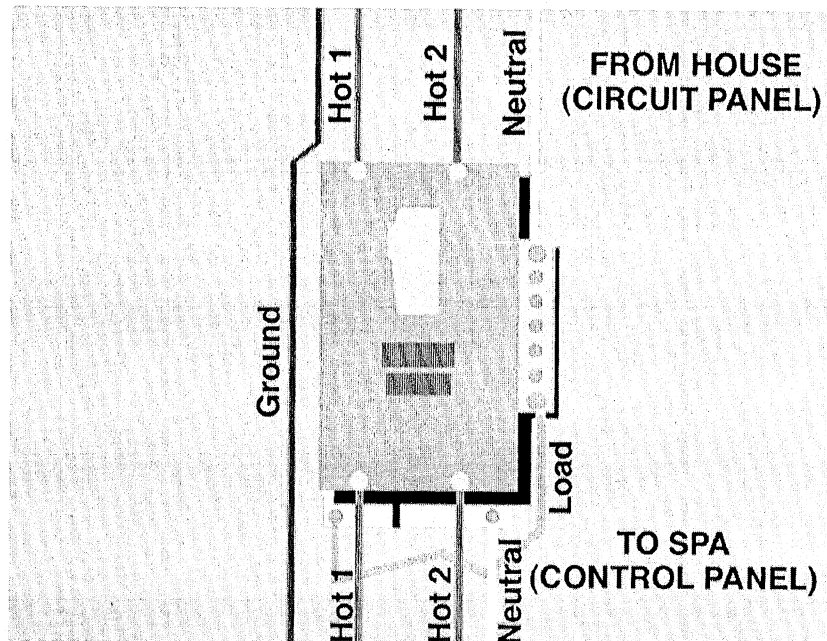 Hot 1
Hot 2
Neutral
FROM HOUSE
(CIRCUIT PANEL)
Ground
Load
Hot 1
Hot 2
Neutral
TO SPA
(CONTROL PANEL)